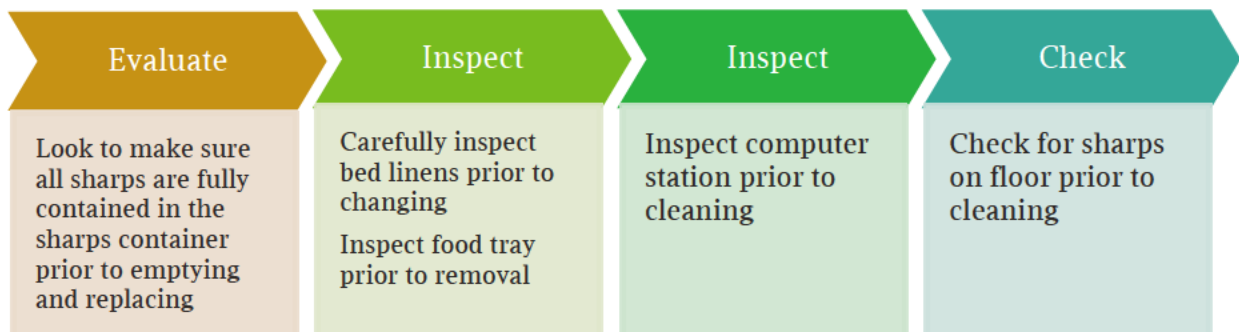 Evaluate
Look to make sure
all sharps are fully
contained in the
sharps container
prior to emptying
and replacing
Inspect
Carefully inspect
bed linens prior to
changing
Inspect food tray
prior to removal
Inspect
Inspect computer
station prior to
cleaning
Check
Check for sharps
on floor prior to
cleaning